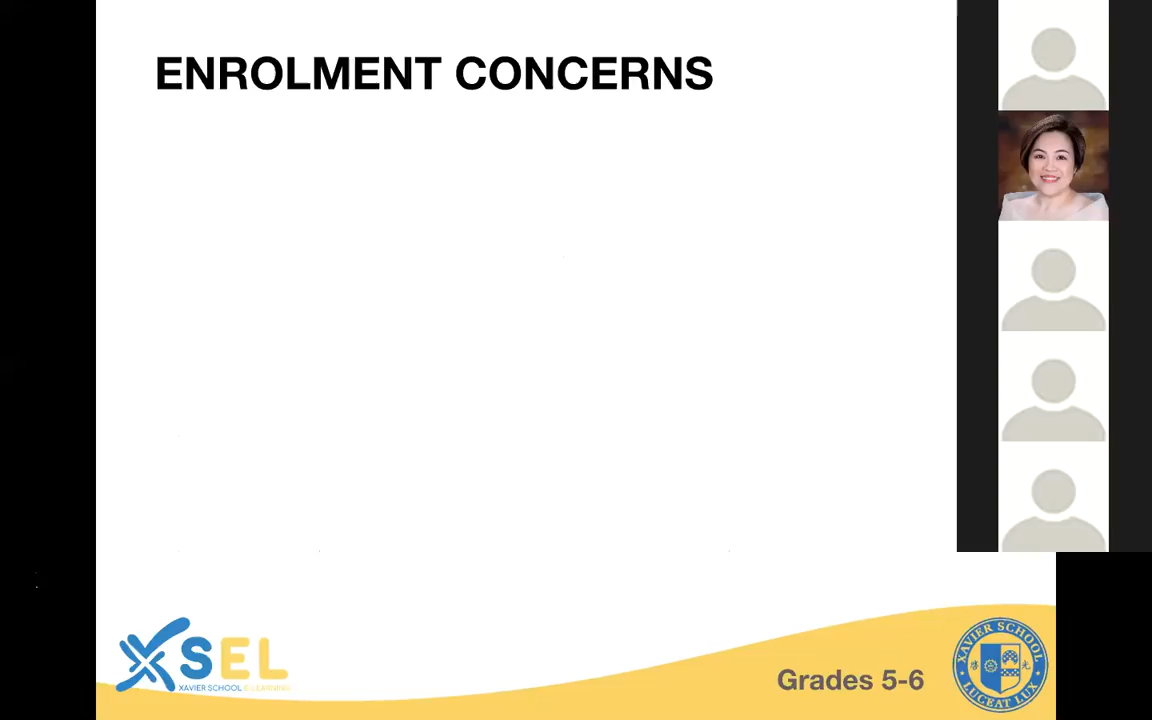 ENROLMENT CONCERNS
XSEL
XAVIER SCHOOL E-LEARNING
Grades 5-6
XAVIER SCHOOL
LUCEAT LUX